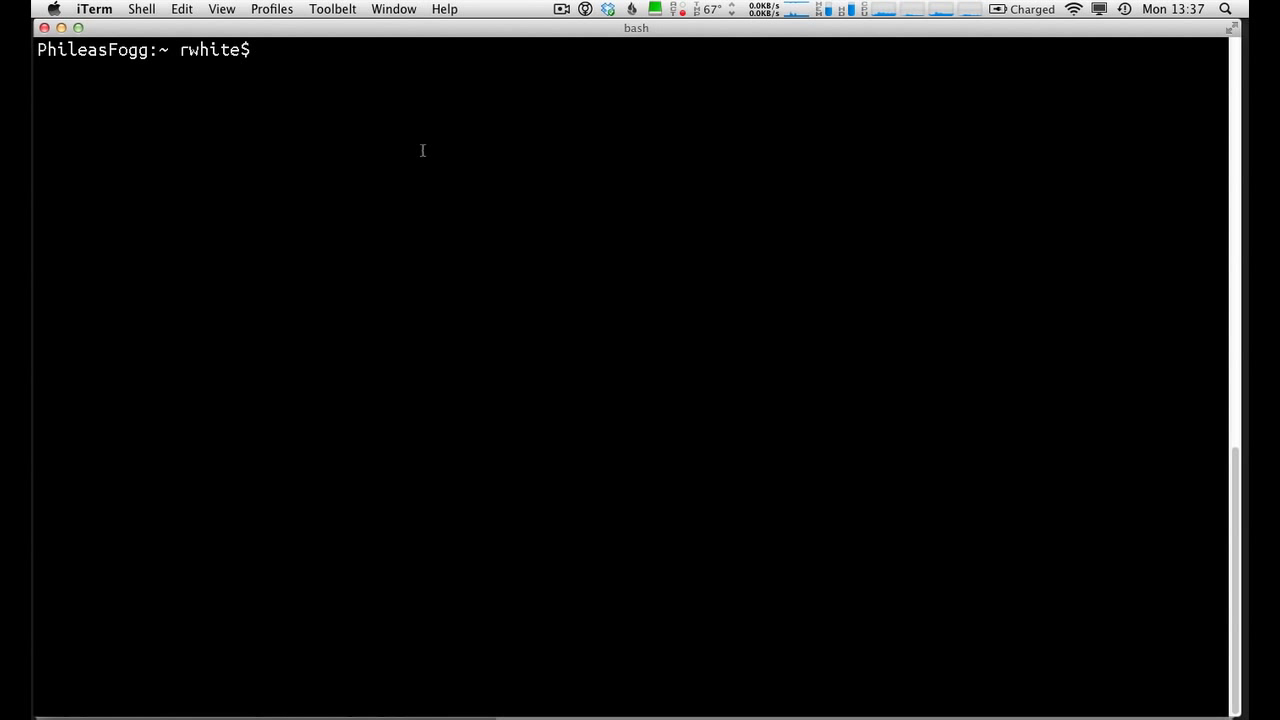 iTerm Shell Edit View Profiles Toolbelt Window Help 67° 0.0KB/s 0.0KB/s Charged Mon 13:37
bash
PhileasFogg:~ rwhite$